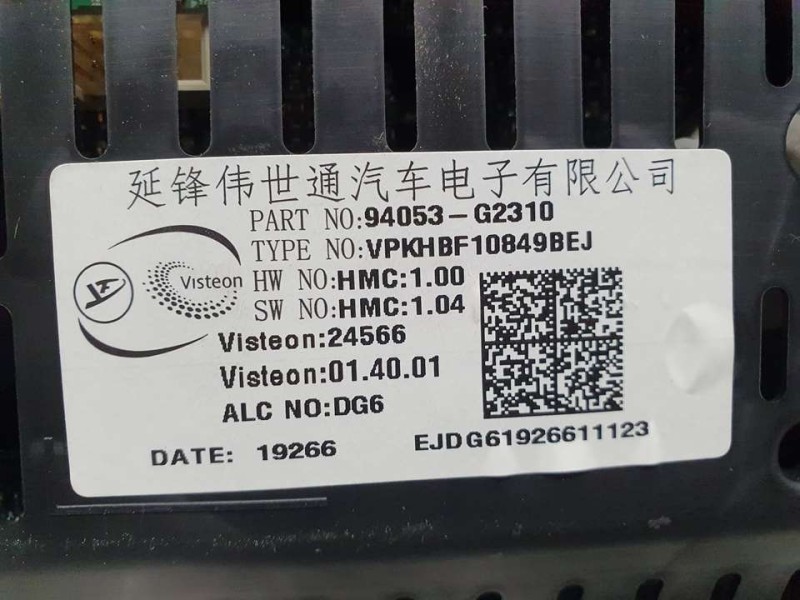 延锋伟世通汽车电子有限公司
PART NO:94053-G2310
TYPE NO:VPKHBF10849BEJ
Visteon
HW NO:HMC:1.00
SW NO:HMC:1.04
Visteon:24566
Visteon:01.40.01
ALC NO:DG6
DATE: 19266
EJDG61926611123